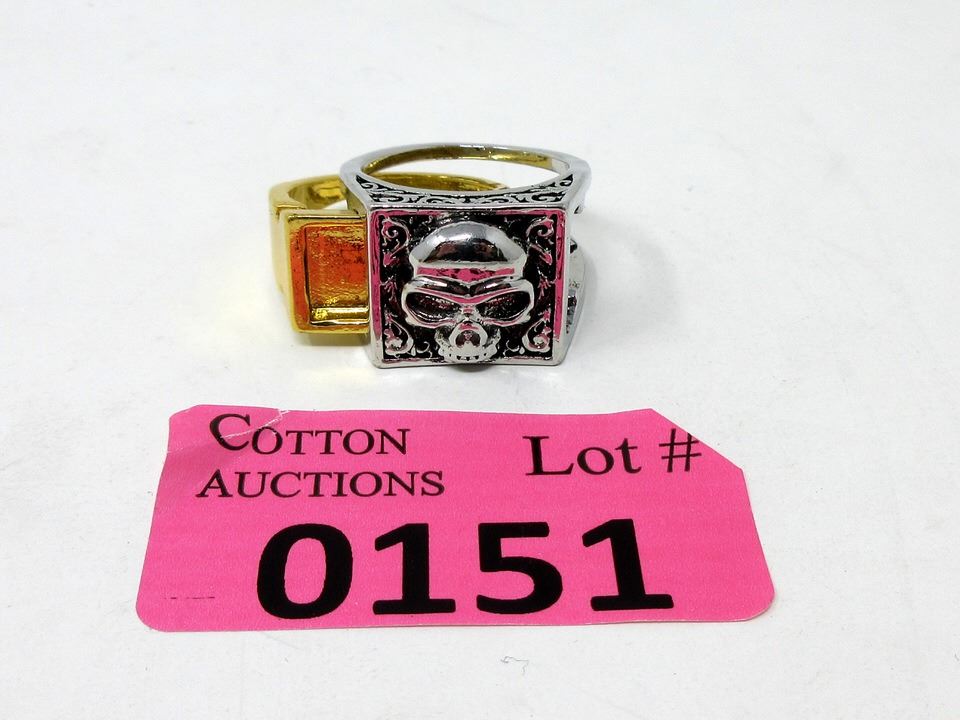 COTTON
AUCTIONS
Lot #
0151